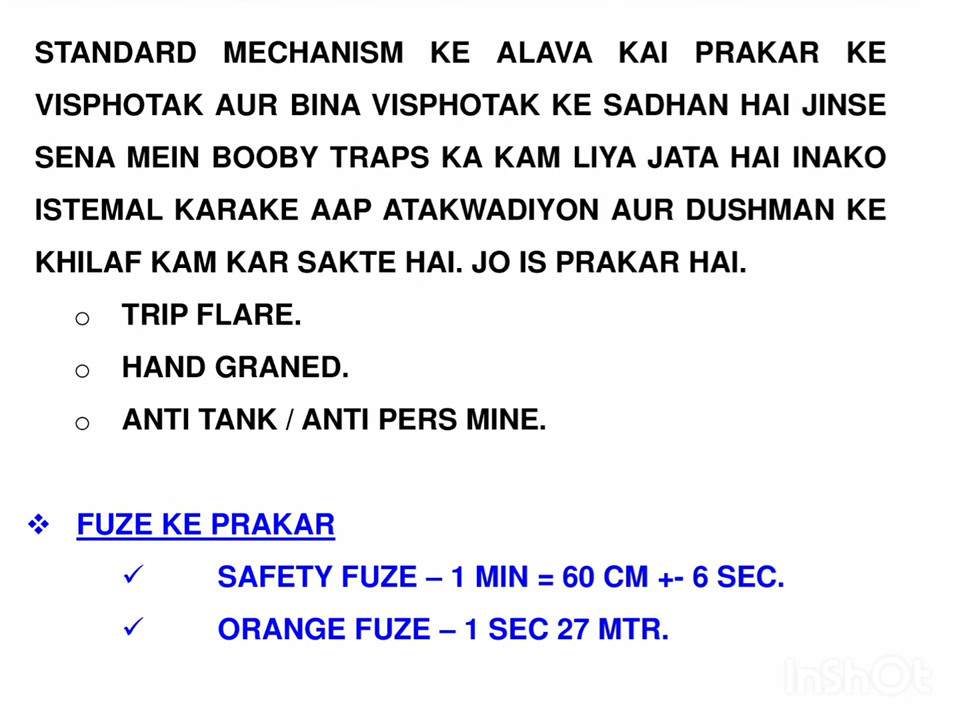 STANDARD MECHANISM KE ALAVA KAI PRAKAR KE
VISPHOTAK AUR BINA VISPHOTAK KE SADHAN HAI JINSE
SENA MEIN BOOBY TRAPS KA KAM LIYA JATA HAI INAKO
ISTEMAL KARAKE AAP ATAKWADIYON AUR DUSHMAN KE
KHILAF KAM KAR SAKTE HAI. JO IS PRAKAR HAI.
o TRIP FLARE.
o HAND GRANED.
o ANTI TANK / ANTI PERS MINE.
❖ FUZE KE PRAKAR
✓ SAFETY FUZE – 1 MIN = 60 CM +- 6 SEC.
✓ ORANGE FUZE – 1 SEC 27 MTR.
InShOt